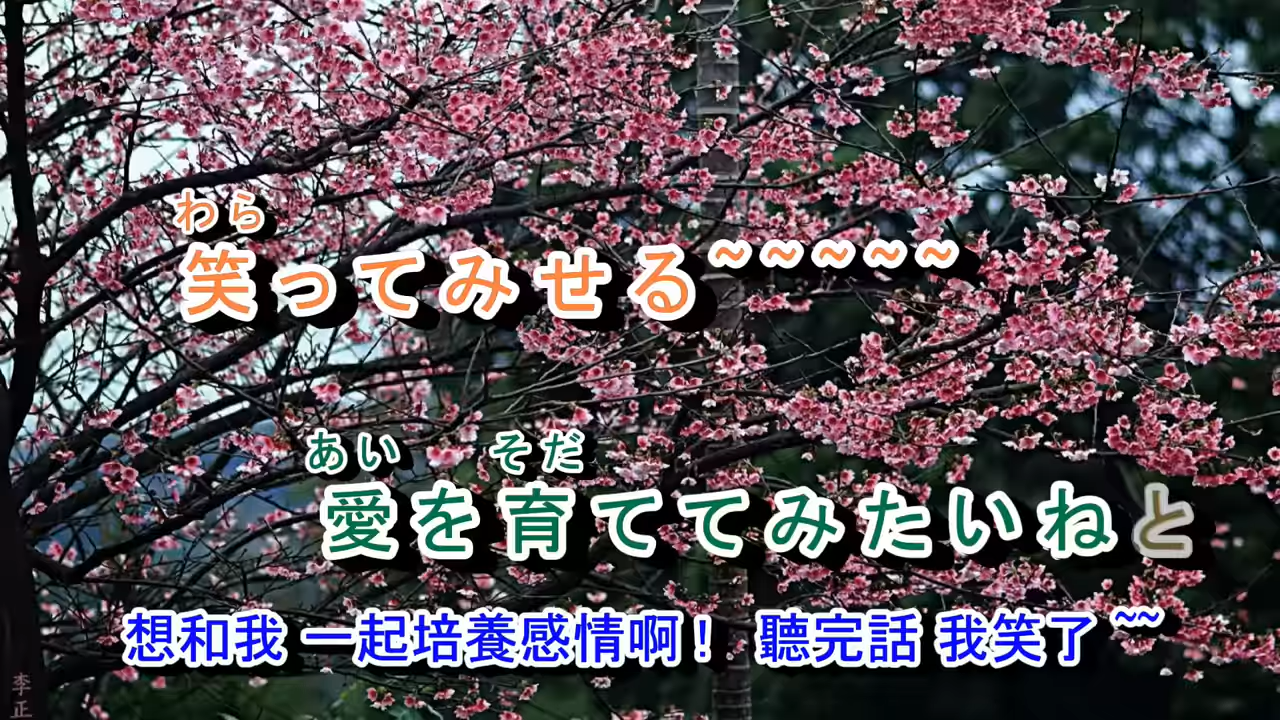 わら
笑ってみせる~~~~~
あい そだ
愛を育ててみたいねと
想和我 一起培養感情啊！ 聽完話 我笑了 ~~
李正